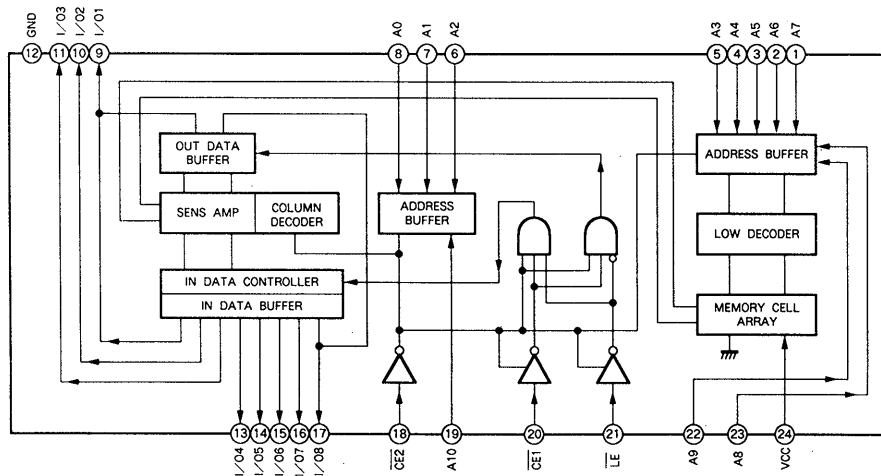 GND
I/O3
I/O2
I/O1
A0
A1
A2
A3
A4
A5
A6
A7
12
11
10
9
8
7
6
5
4
3
2
1
OUT DATA
BUFFER
SENS AMP
COLUMN
DECODER
IN DATA CONTROLLER
IN DATA BUFFER
ADDRESS
BUFFER
ADDRESS BUFFER
LOW DECODER
MEMORY CELL
ARRAY
13
14
15
16
17
18
19
20
21
22
23
24
I/O4
I/O5
I/O6
I/O7
I/O8
C̅E̅2̅
A10
C̅E̅1̅
L̅E̅
A9
A8
VCC